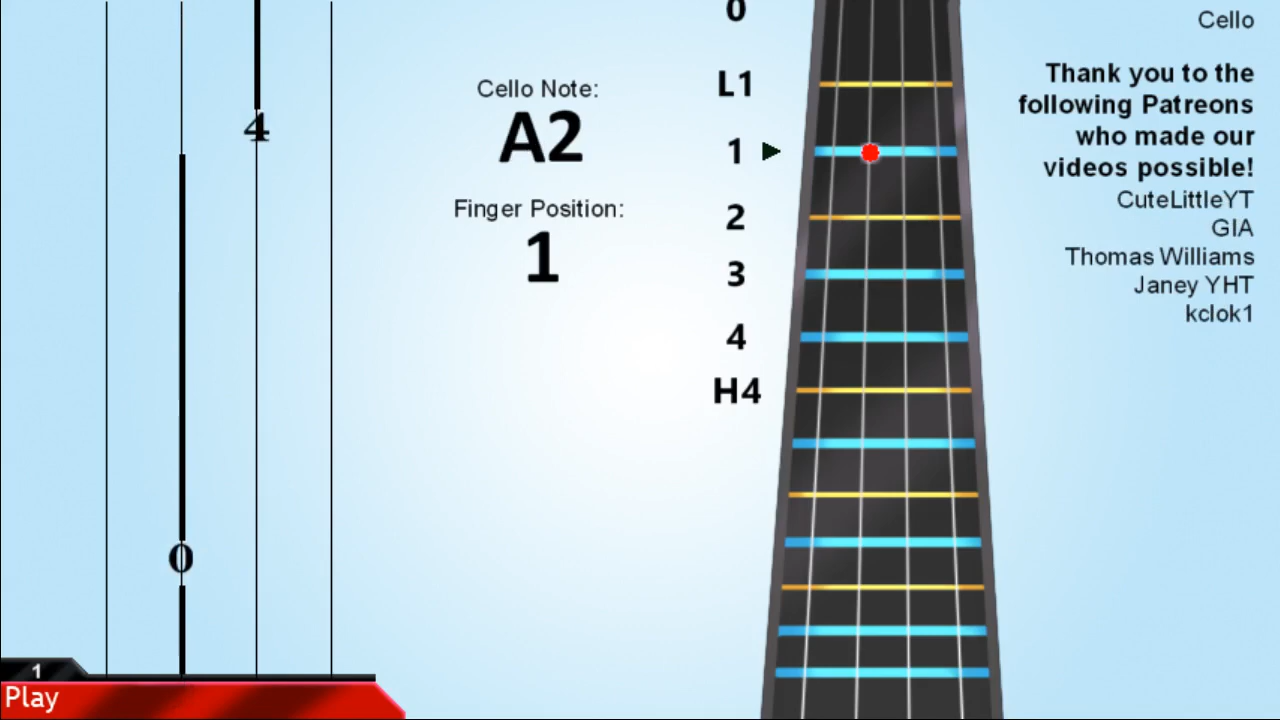 4
0
1
Play
Cello Note:
A2
Finger Position:
1
0
L1
1
2
3
4
H4
Cello
Thank you to the
following Patreons
who made our
videos possible!
CuteLittleYT
GIA
Thomas Williams
Janey YHT
kclok1